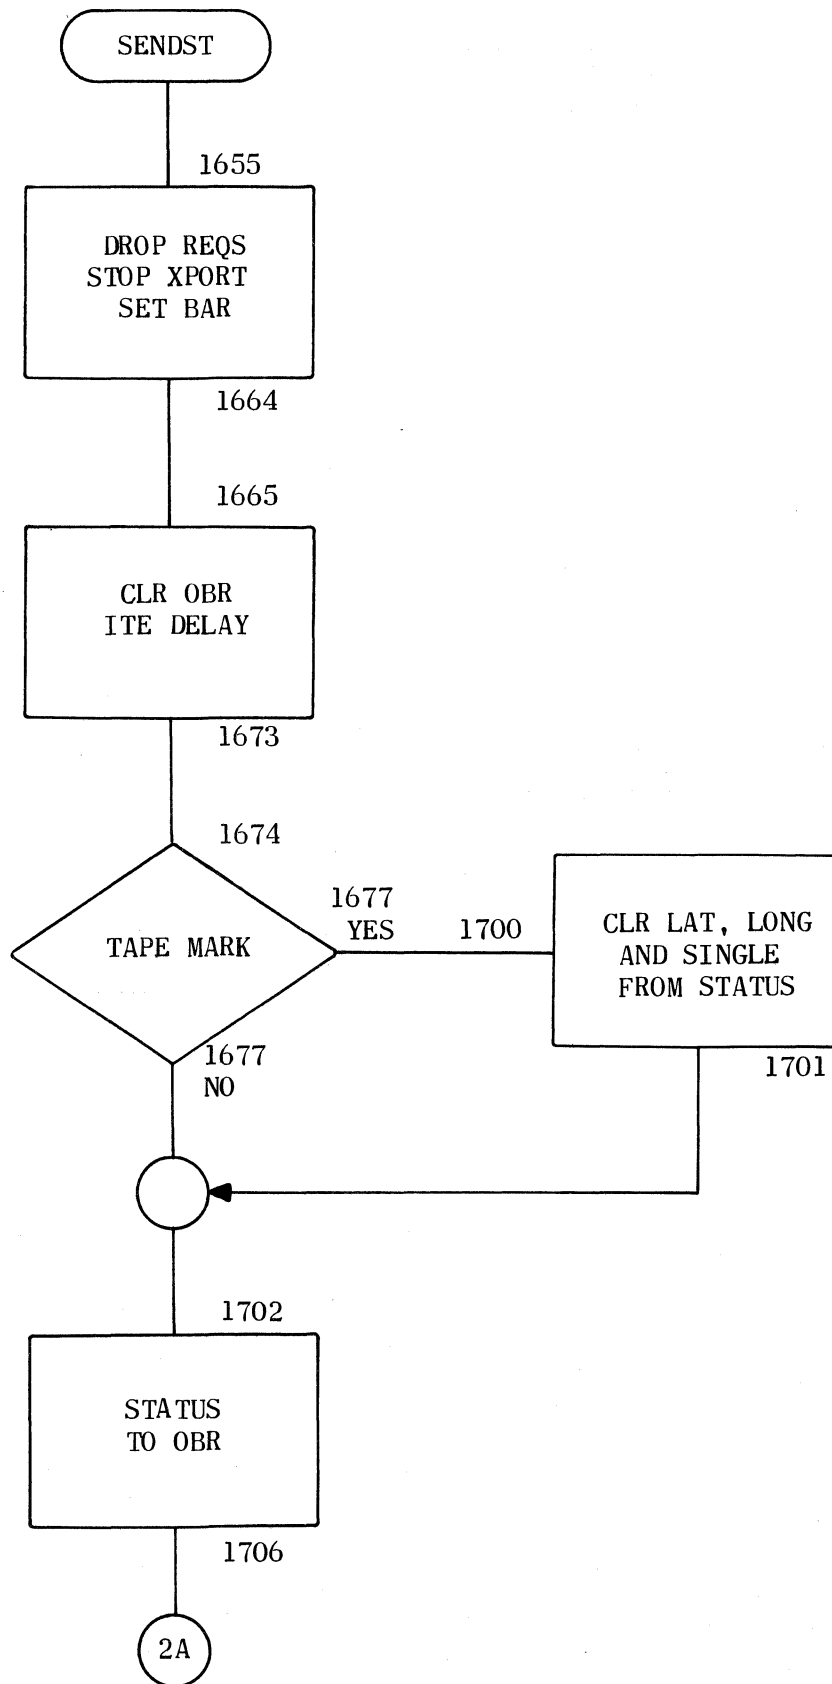 SENDST
1655
DROP REQS
STOP XPORT
SET BAR
1664
1665
CLR OBR
ITE DELAY
1673
1674
TAPE MARK
1677
YES
1700
CLR LAT, LONG
AND SINGLE
FROM STATUS
1701
1677
NO
1702
STATUS
TO OBR
1706
2A